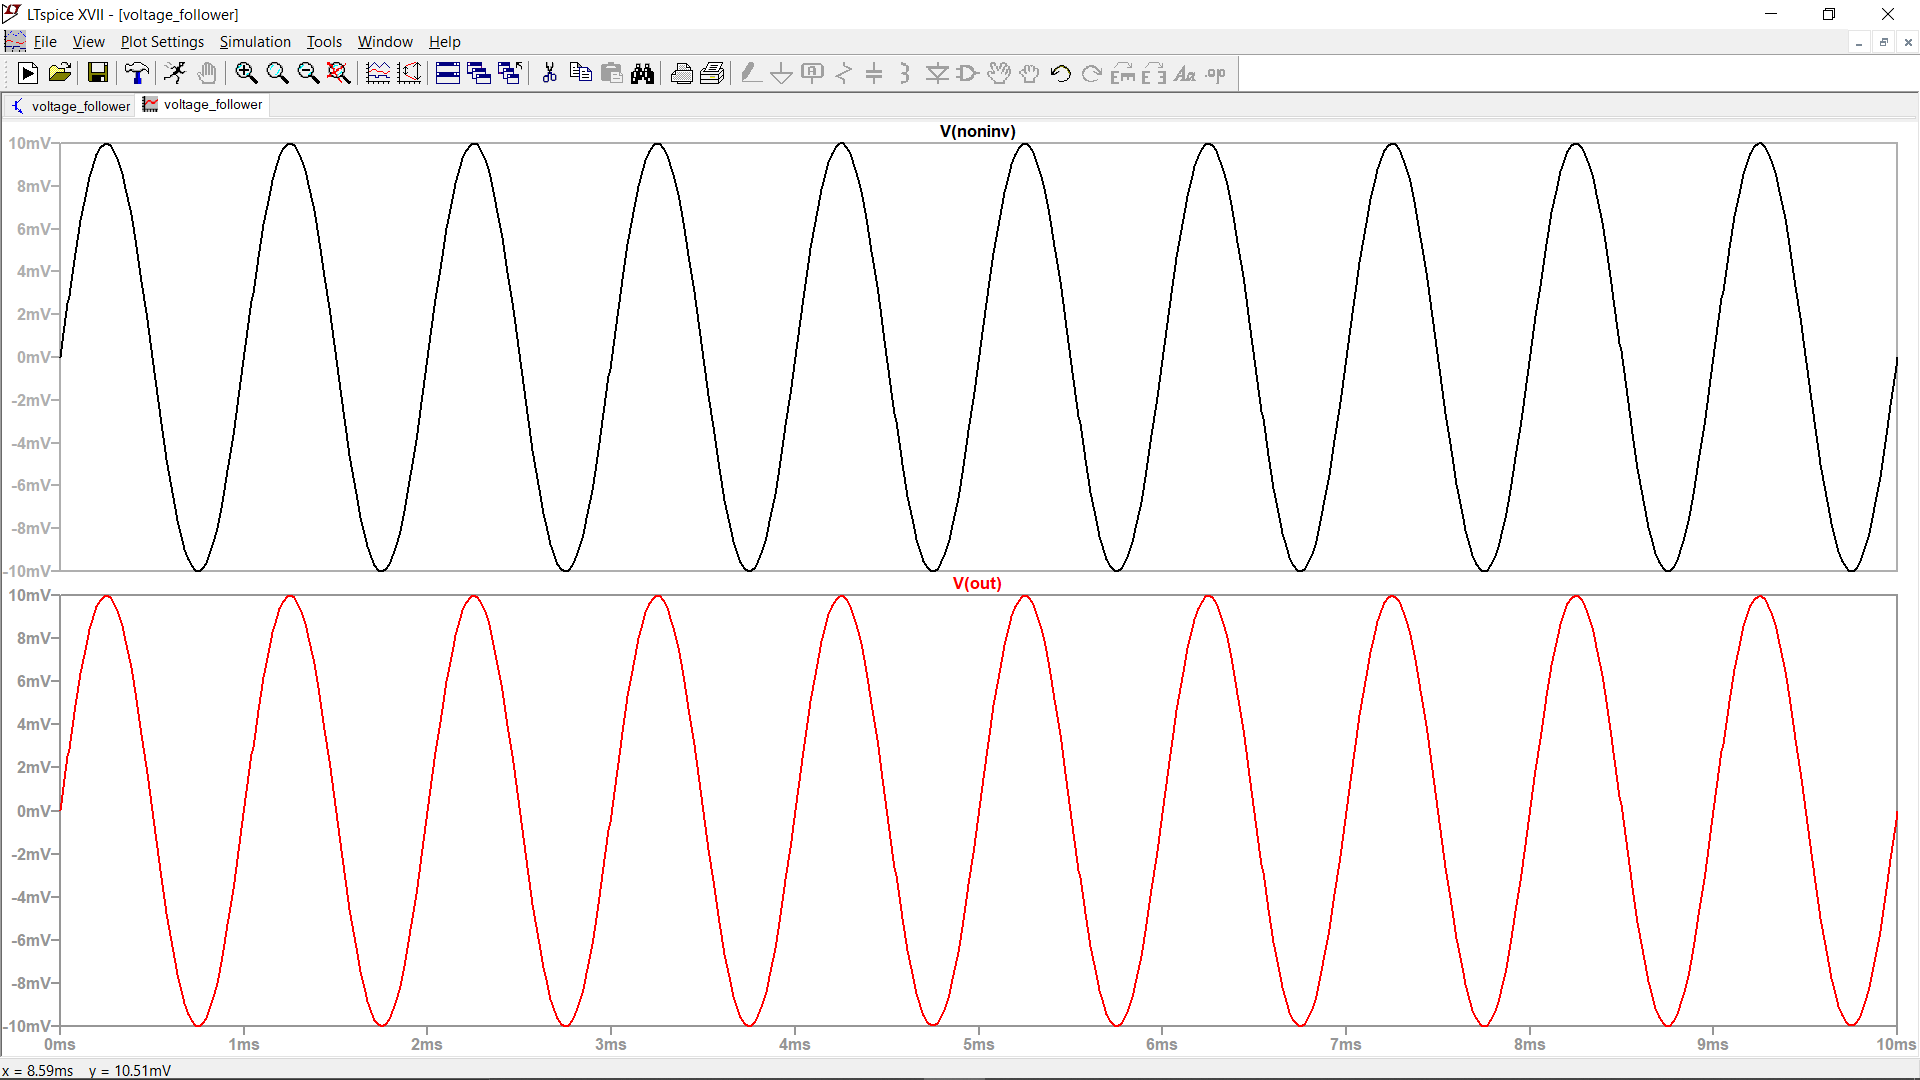 LTspice XVII - [voltage_follower]
File View Plot Settings Simulation Tools Window Help
voltage_follower voltage_follower
V(noninv)
10mV
8mV
6mV
4mV
2mV
0mV
-2mV
-4mV
-6mV
-8mV
-10mV
V(out)
10mV
8mV
6mV
4mV
2mV
0mV
-2mV
-4mV
-6mV
-8mV
-10mV
0ms 1ms 2ms 3ms 4ms 5ms 6ms 7ms 8ms 9ms 10ms
x = 8.59ms y = 10.51mV